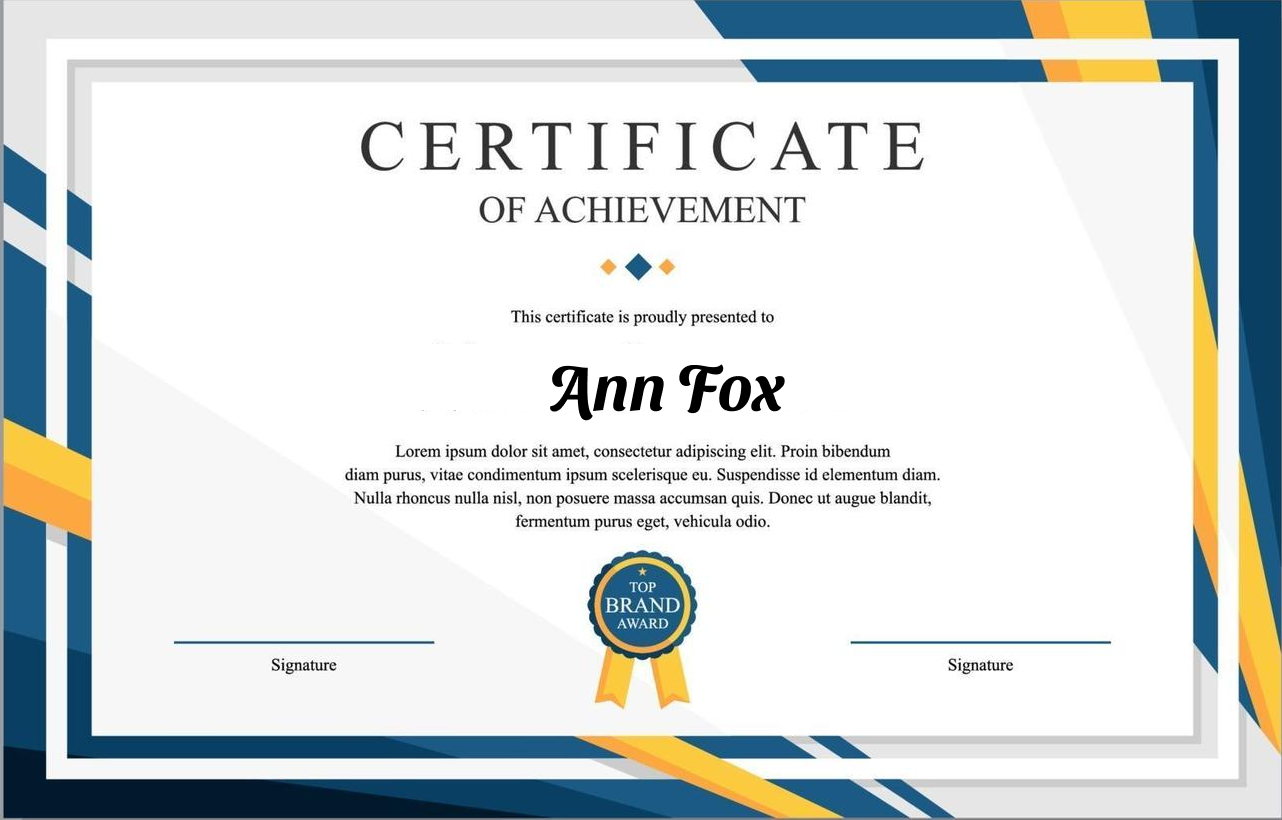 CERTIFICATE
OF ACHIEVEMENT
This certificate is proudly presented to
Ann Fox
Lorem ipsum dolor sit amet, consectetur adipiscing elit. Proin bibendum
diam purus, vitae condimentum ipsum scelerisque eu. Suspendisse id elementum diam.
Nulla rhoncus nulla nisl, non posuere massa accumsan quis. Donec ut augue blandit,
fermentum purus eget, vehicula odio.
TOP
BRAND
AWARD
Signature
Signature